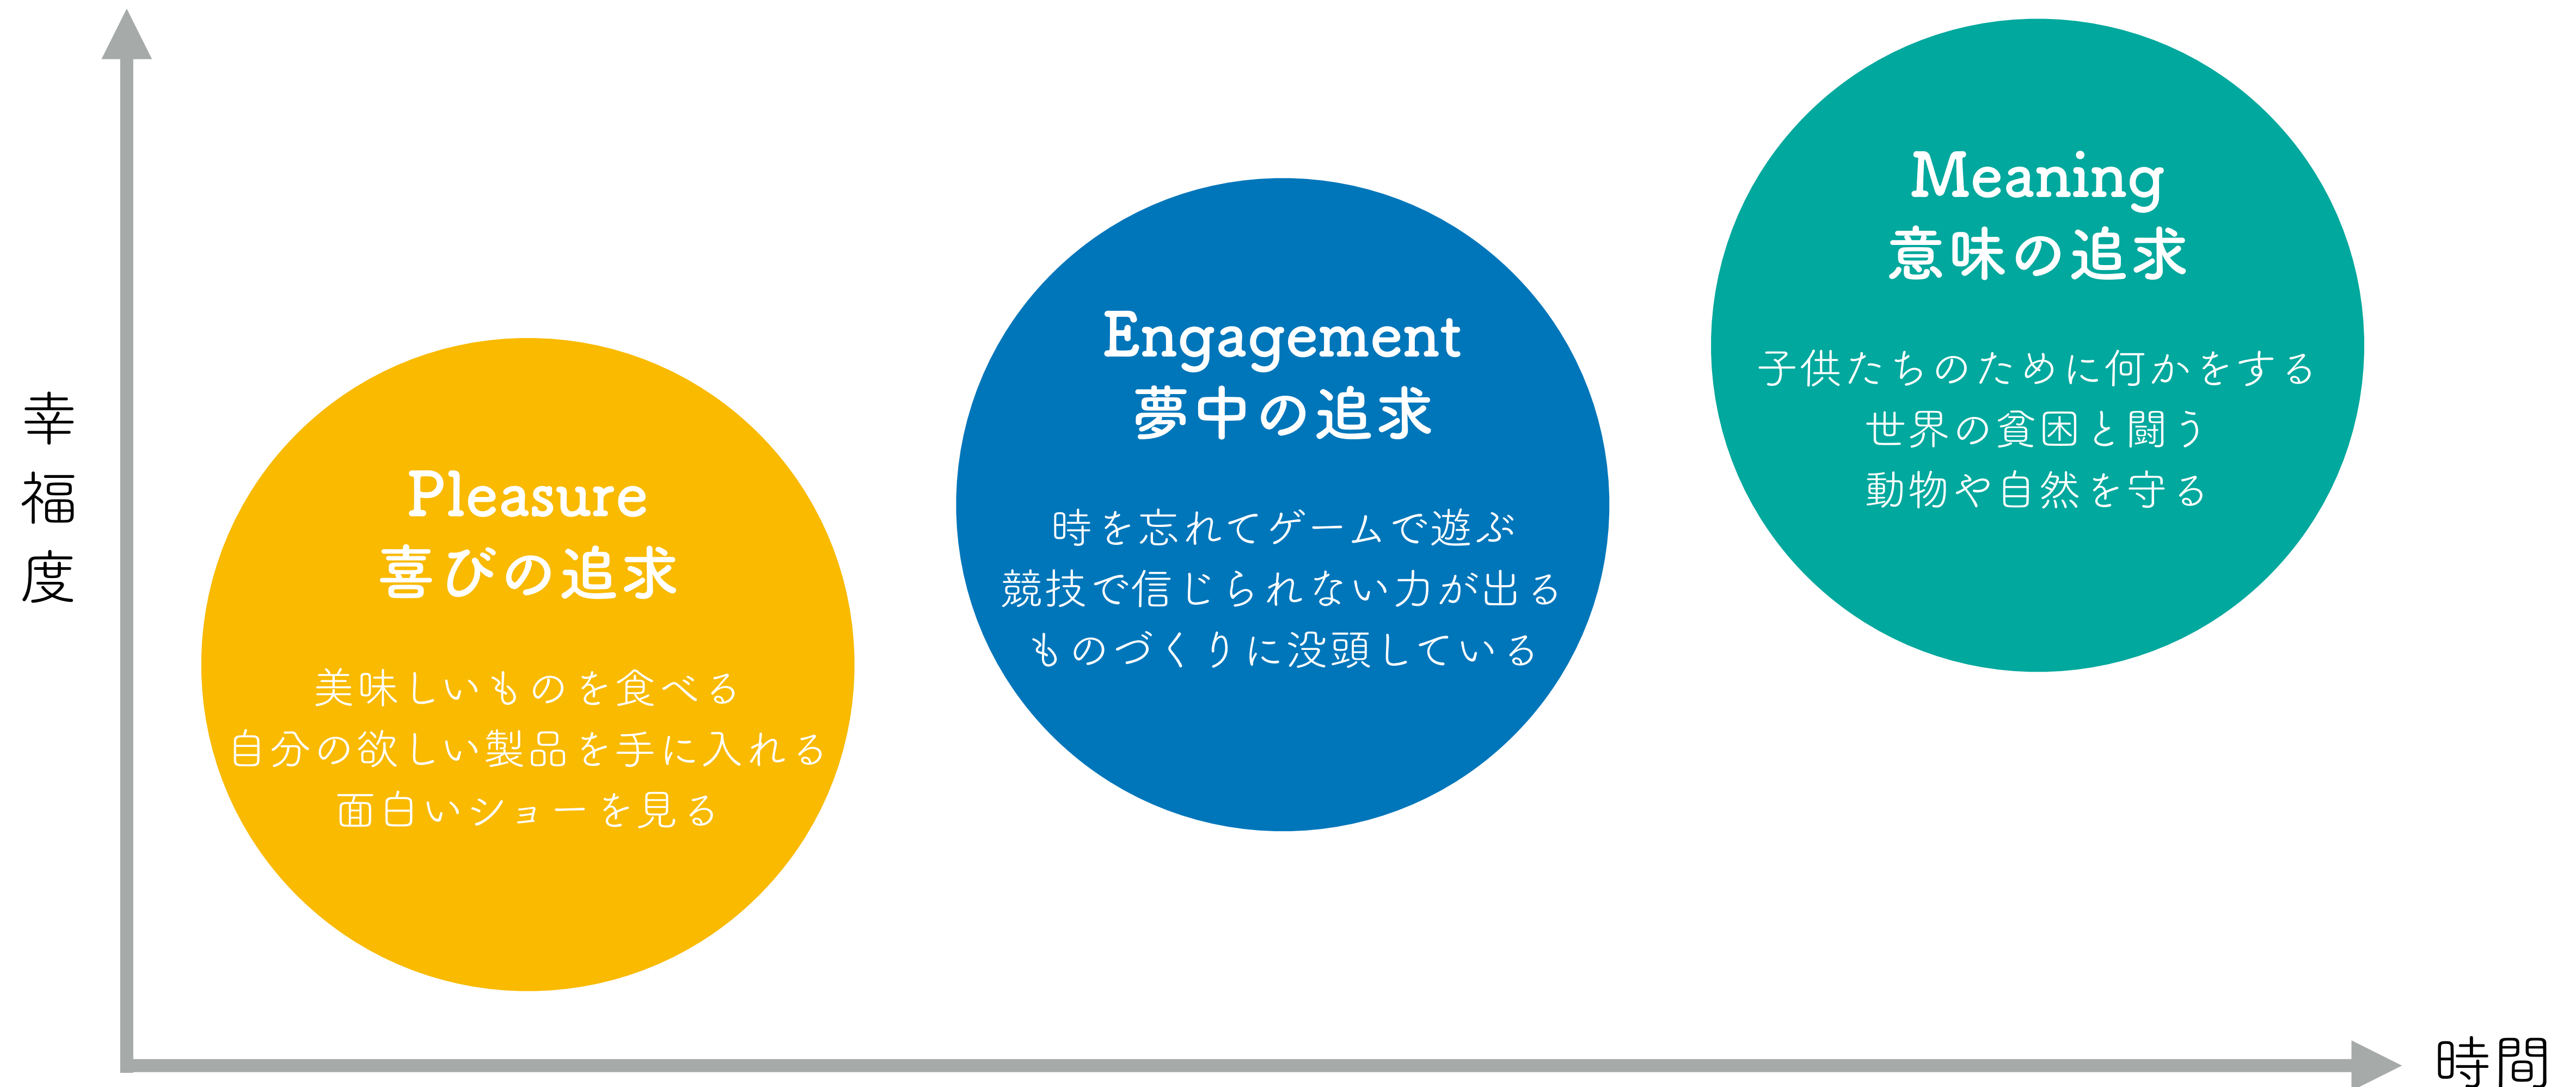 幸福度
Pleasure
喜びの追求
美味しいものを食べる
自分の欲しい製品を手に入れる
面白いショーを見る
Engagement
夢中の追求
時を忘れてゲームで遊ぶ
競技で信じられない力が出る
ものづくりに没頭している
Meaning
意味の追求
子供たちのために何かをする
世界の貧困と闘う
動物や自然を守る
時間